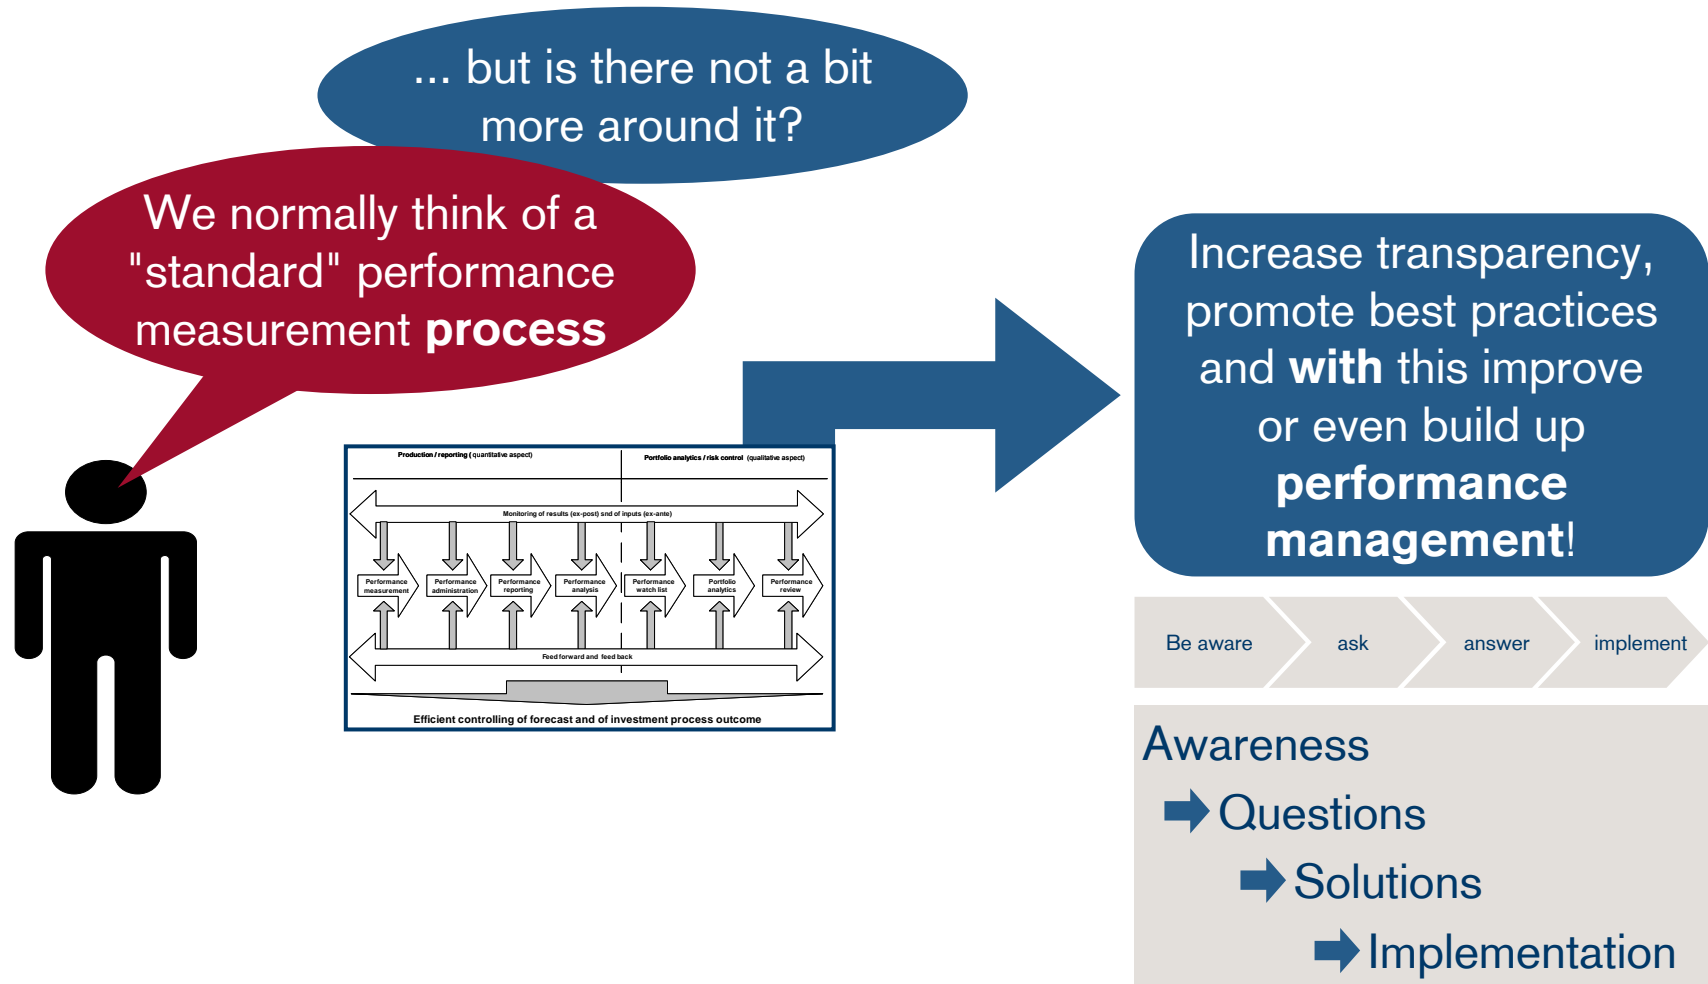 ... but is there not a bit
more around it?
We normally think of a
"standard" performance
measurement process
Increase transparency,
promote best practices
and with this improve
or even build up
performance
management!
Production / reporting ( quantitative aspect)
Portfolio analytics / risk control (qualitative aspect)
Monitoring of results (ex-post) snd of inputs (ex-ante)
Performance
measurement
Performance
administration
Performance
reporting
Performance
analysis
Performance
watch list
Portfolio
analytics
Performance
review
Feed forward and feed back
Efficient controlling of forecast and of investment process outcome
Be aware
ask
answer
implement
Awareness
Questions
Solutions
Implementation